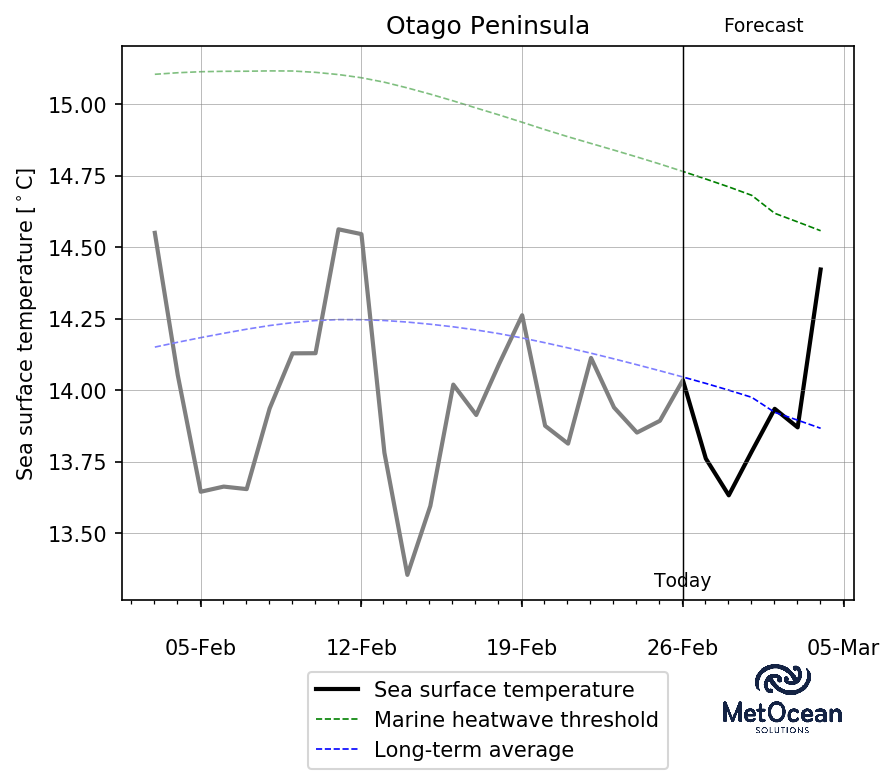 Otago Peninsula
Forecast
Sea surface temperature [°C]
15.00
14.75
14.50
14.25
14.00
13.75
13.50
Today
05-Feb 12-Feb 19-Feb 26-Feb 05-Mar
Sea surface temperature
Marine heatwave threshold
Long-term average
MetOcean
SOLUTIONS